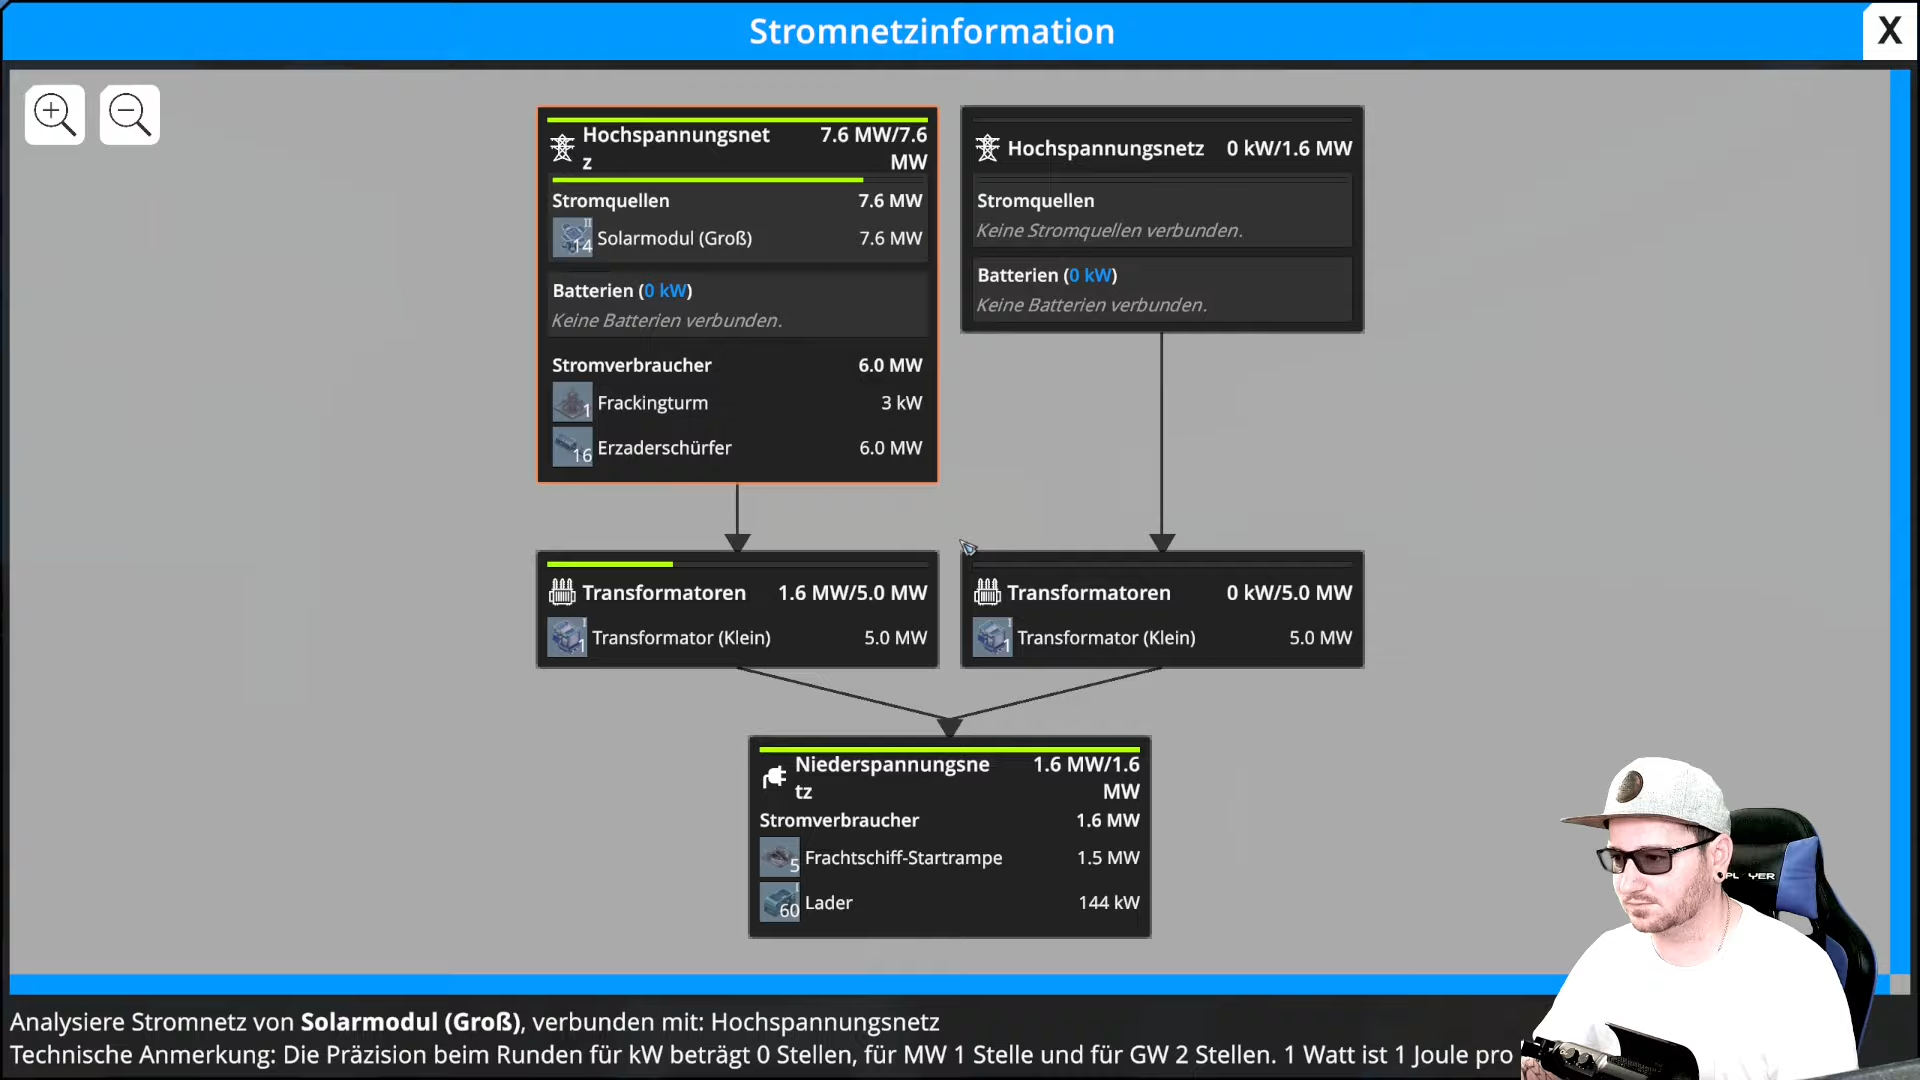 Stromnetzinformation
X
Hochspannungsnet
z
7.6 MW/7.6
MW
Stromquellen 7.6 MW
II
14
Solarmodul (Groß) 7.6 MW
Batterien (0 kW)
Keine Batterien verbunden.
Stromverbraucher 6.0 MW
1
Frackingturm 3 kW
16
Erzaderschürfer 6.0 MW
Hochspannungsnetz 0 kW/1.6 MW
Stromquellen
Keine Stromquellen verbunden.
Batterien (0 kW)
Keine Batterien verbunden.
Transformatoren 1.6 MW/5.0 MW
I
1
Transformator (Klein) 5.0 MW
Transformatoren 0 kW/5.0 MW
I
1
Transformator (Klein) 5.0 MW
Niederspannungsne
tz
1.6 MW/1.6
MW
Stromverbraucher 1.6 MW
5
Frachtschiff-Startrampe 1.5 MW
I
60
Lader 144 kW
Analysiere Stromnetz von Solarmodul (Groß), verbunden mit: Hochspannungsnetz
Technische Anmerkung: Die Präzision beim Runden für kW beträgt 0 Stellen, für MW 1 Stelle und für GW 2 Stellen. 1 Watt ist 1 Joule pro